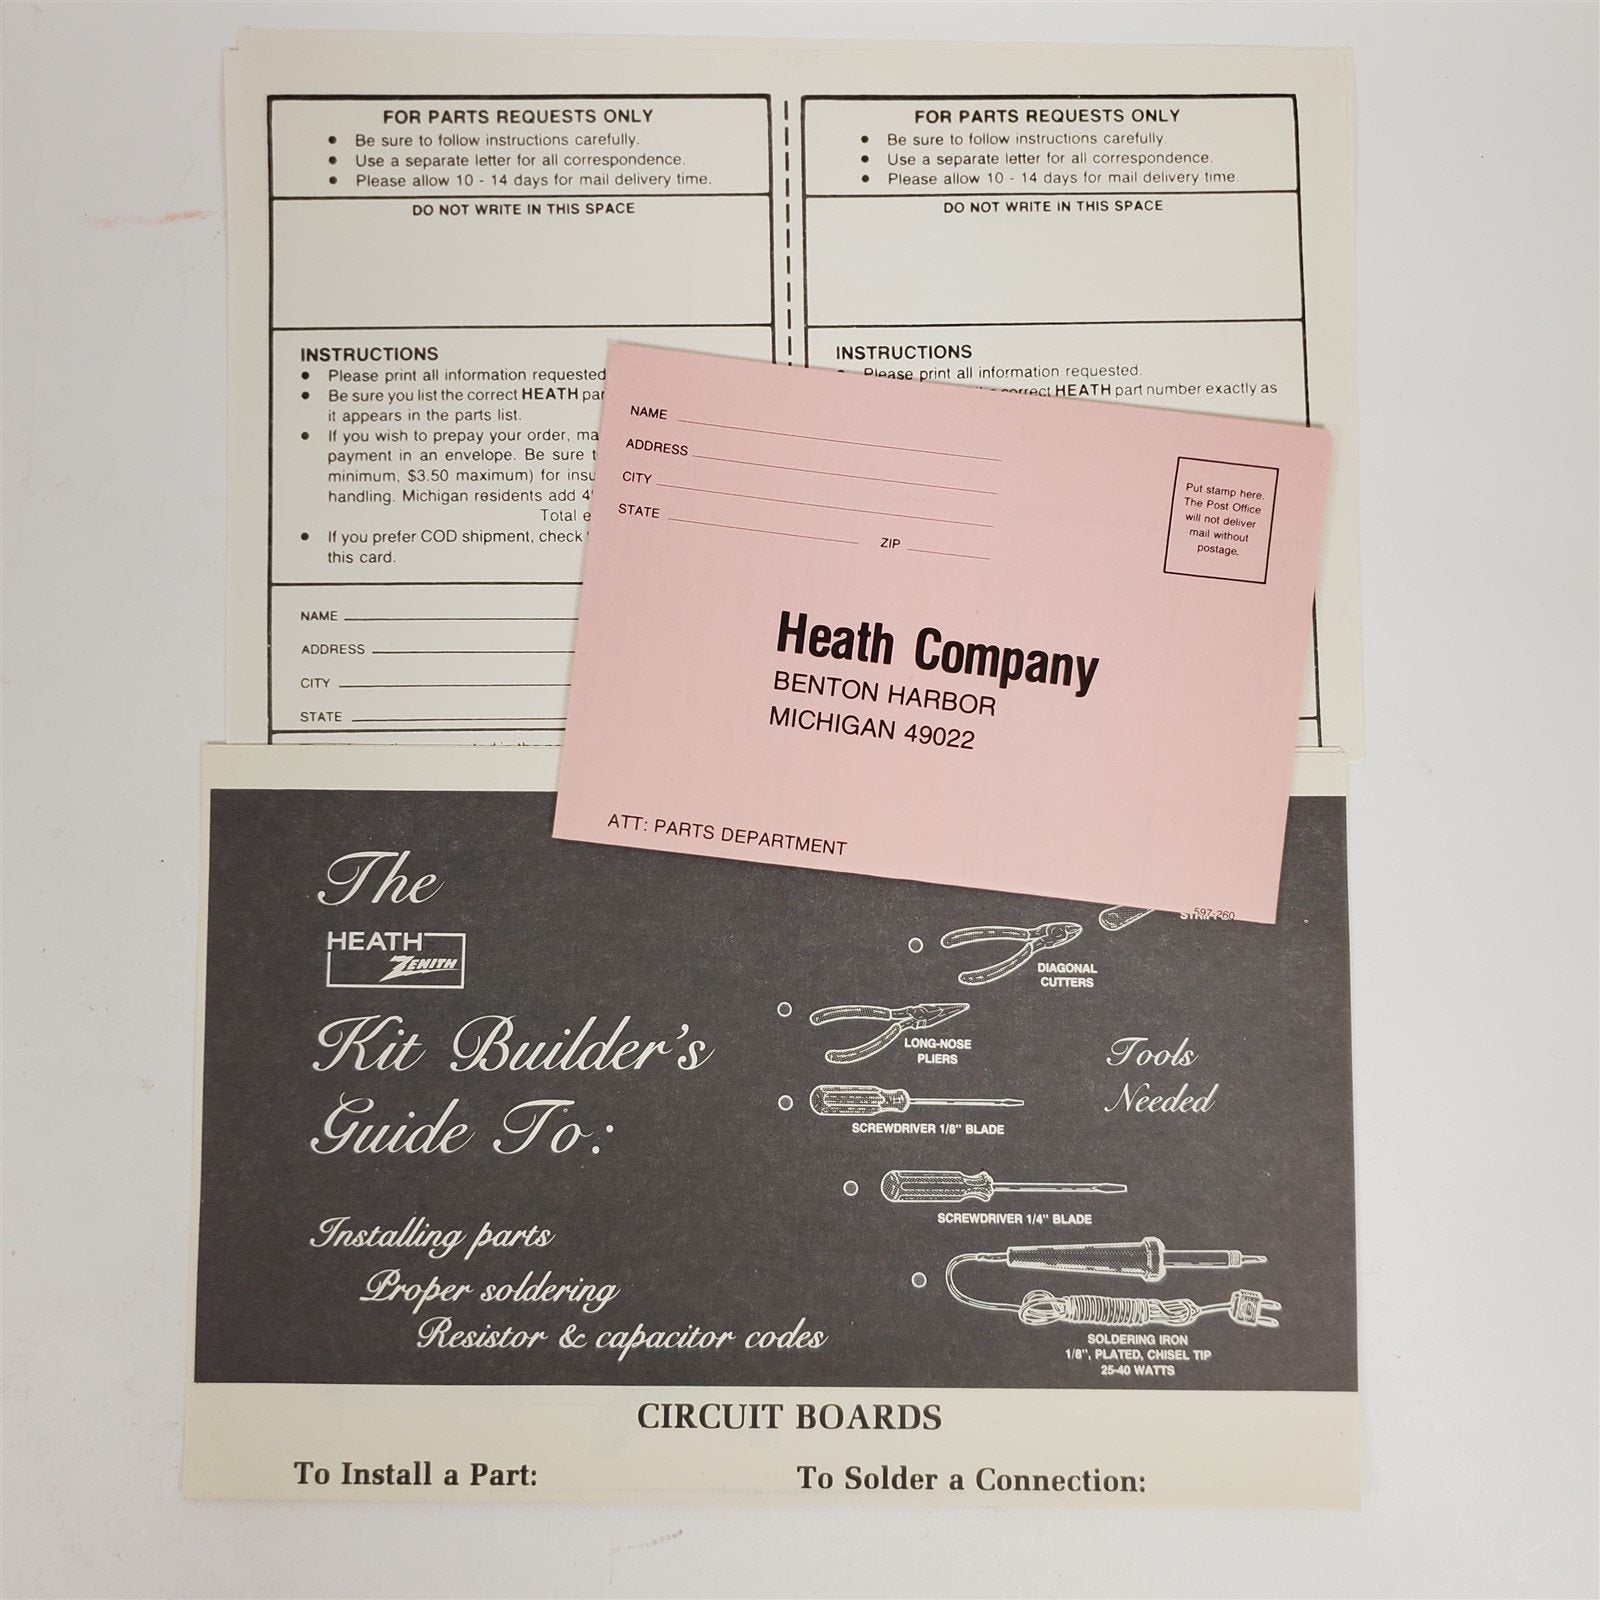 FOR PARTS REQUESTS ONLY
• Be sure to follow instructions carefully.
• Use a separate letter for all correspondence.
• Please allow 10 - 14 days for mail delivery time.
DO NOT WRITE IN THIS SPACE
INSTRUCTIONS
• Please print all information requested
• Be sure you list the correct HEATH par
it appears in the parts list.
• If you wish to prepay your order, ma
payment in an envelope. Be sure t
minimum, $3.50 maximum) for insu
handling. Michigan residents add 4
Total e
• If you prefer COD shipment, check
this card.
NAME
ADDRESS
CITY
STATE
FOR PARTS REQUESTS ONLY
• Be sure to follow instructions carefully.
• Use a separate letter for all correspondence.
• Please allow 10 - 14 days for mail delivery time.
DO NOT WRITE IN THIS SPACE
INSTRUCTIONS
• Please print all information requested.
correct HEATH part number exactly as
NAME
ADDRESS
CITY
STATE
ZIP
Put stamp here.
The Post Office
will not deliver
mail without
postage.
Heath Company
BENTON HARBOR
MICHIGAN 49022
ATT: PARTS DEPARTMENT
597-260
The
HEATH
ZENITH
Kit Builder's
Guide To:
Installing parts
Proper soldering
Resistor & capacitor codes
DIAGONAL
CUTTERS
LONG-NOSE
PLIERS
Tools
Needed
SCREWDRIVER 1/8" BLADE
SCREWDRIVER 1/4" BLADE
SOLDERING IRON
1/8", PLATED, CHISEL TIP
25-40 WATTS
CIRCUIT BOARDS
To Install a Part:
To Solder a Connection: